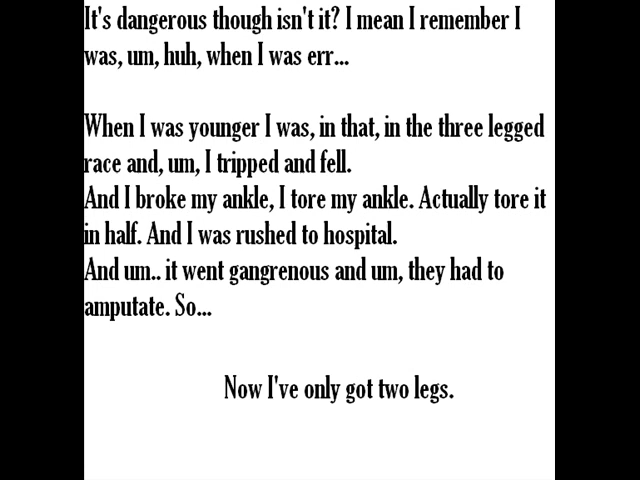 It's dangerous though isn't it? I mean I remember I
was, um, huh, when I was err...
When I was younger I was, in that, in the three legged
race and, um, I tripped and fell.
And I broke my ankle, I tore my ankle. Actually tore it
in half. And I was rushed to hospital.
And um.. it went gangrenous and um, they had to
amputate. So...
Now I've only got two legs.